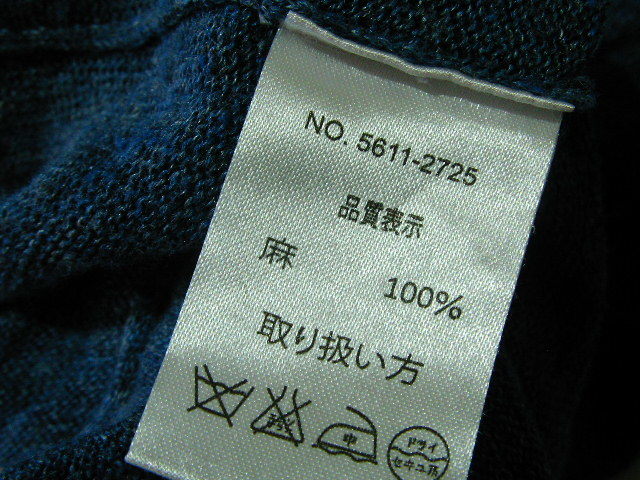 NO. 5611-2725
品質表示
麻 100%
取り扱い方
中
ドライ
セキユ系